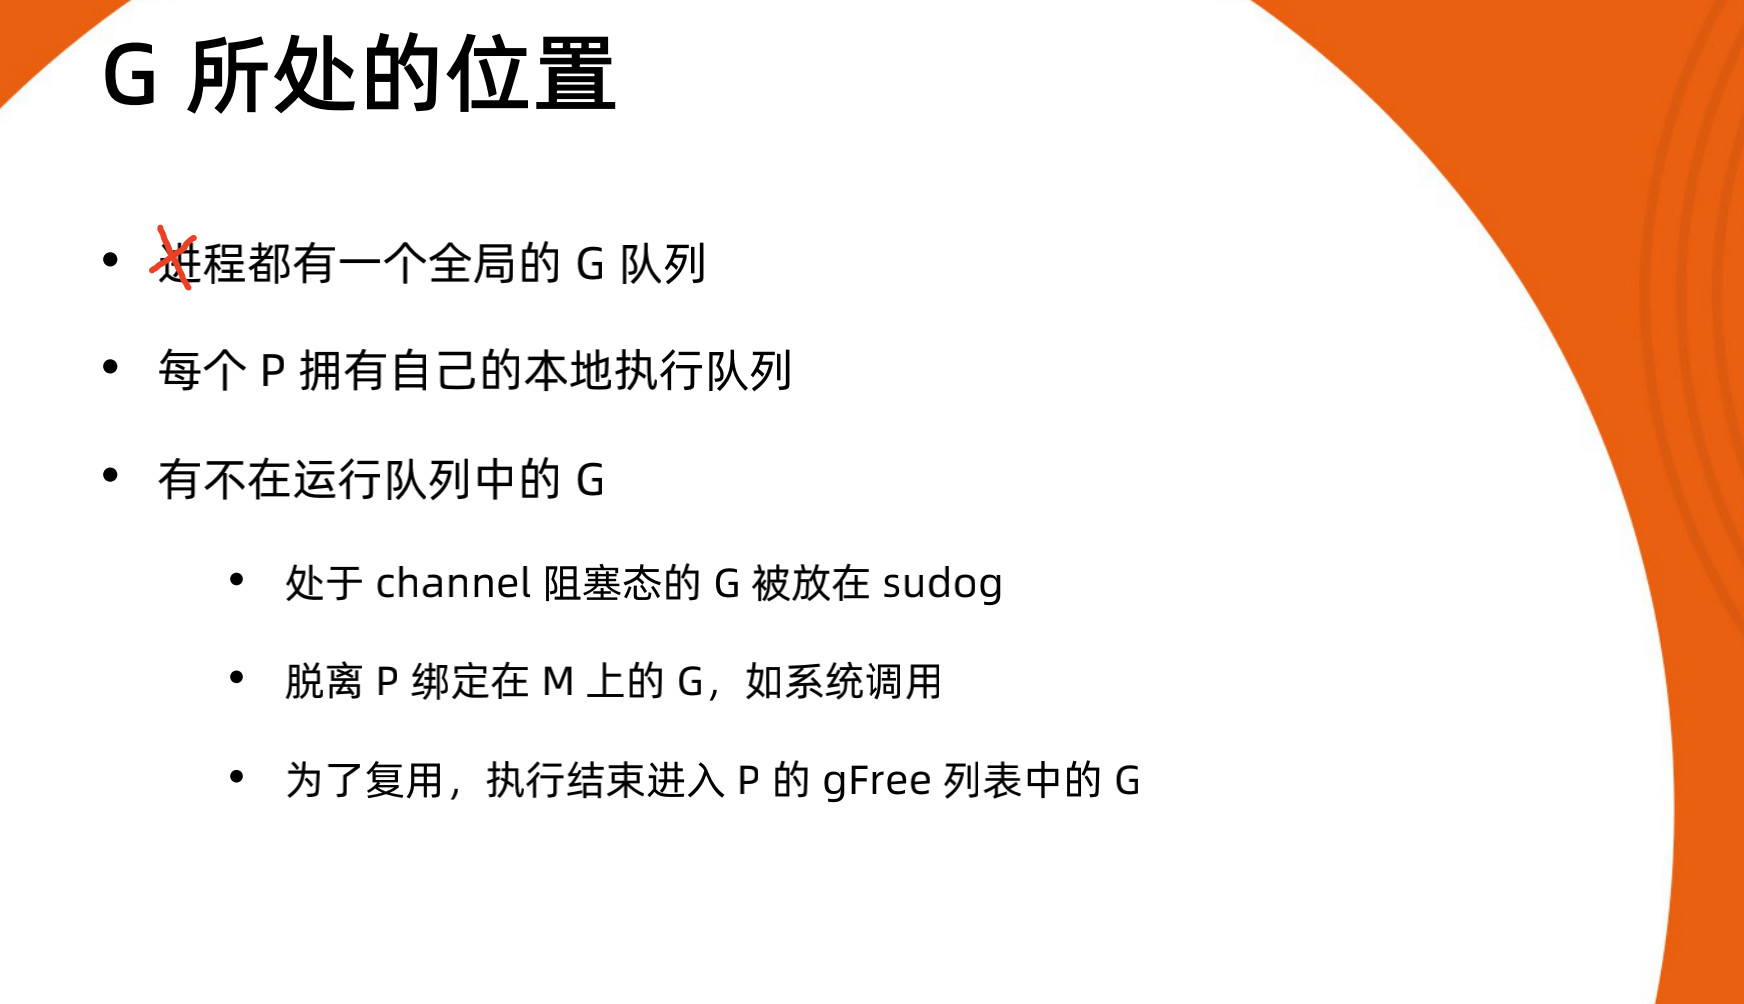 G 所处的位置
• 进程都有一个全局的 G 队列
• 每个 P 拥有自己的本地执行队列
• 有不在运行队列中的 G
• 处于 channel 阻塞态的 G 被放在 sudog
• 脱离 P 绑定在 M 上的 G，如系统调用
• 为了复用，执行结束进入 P 的 gFree 列表中的 G